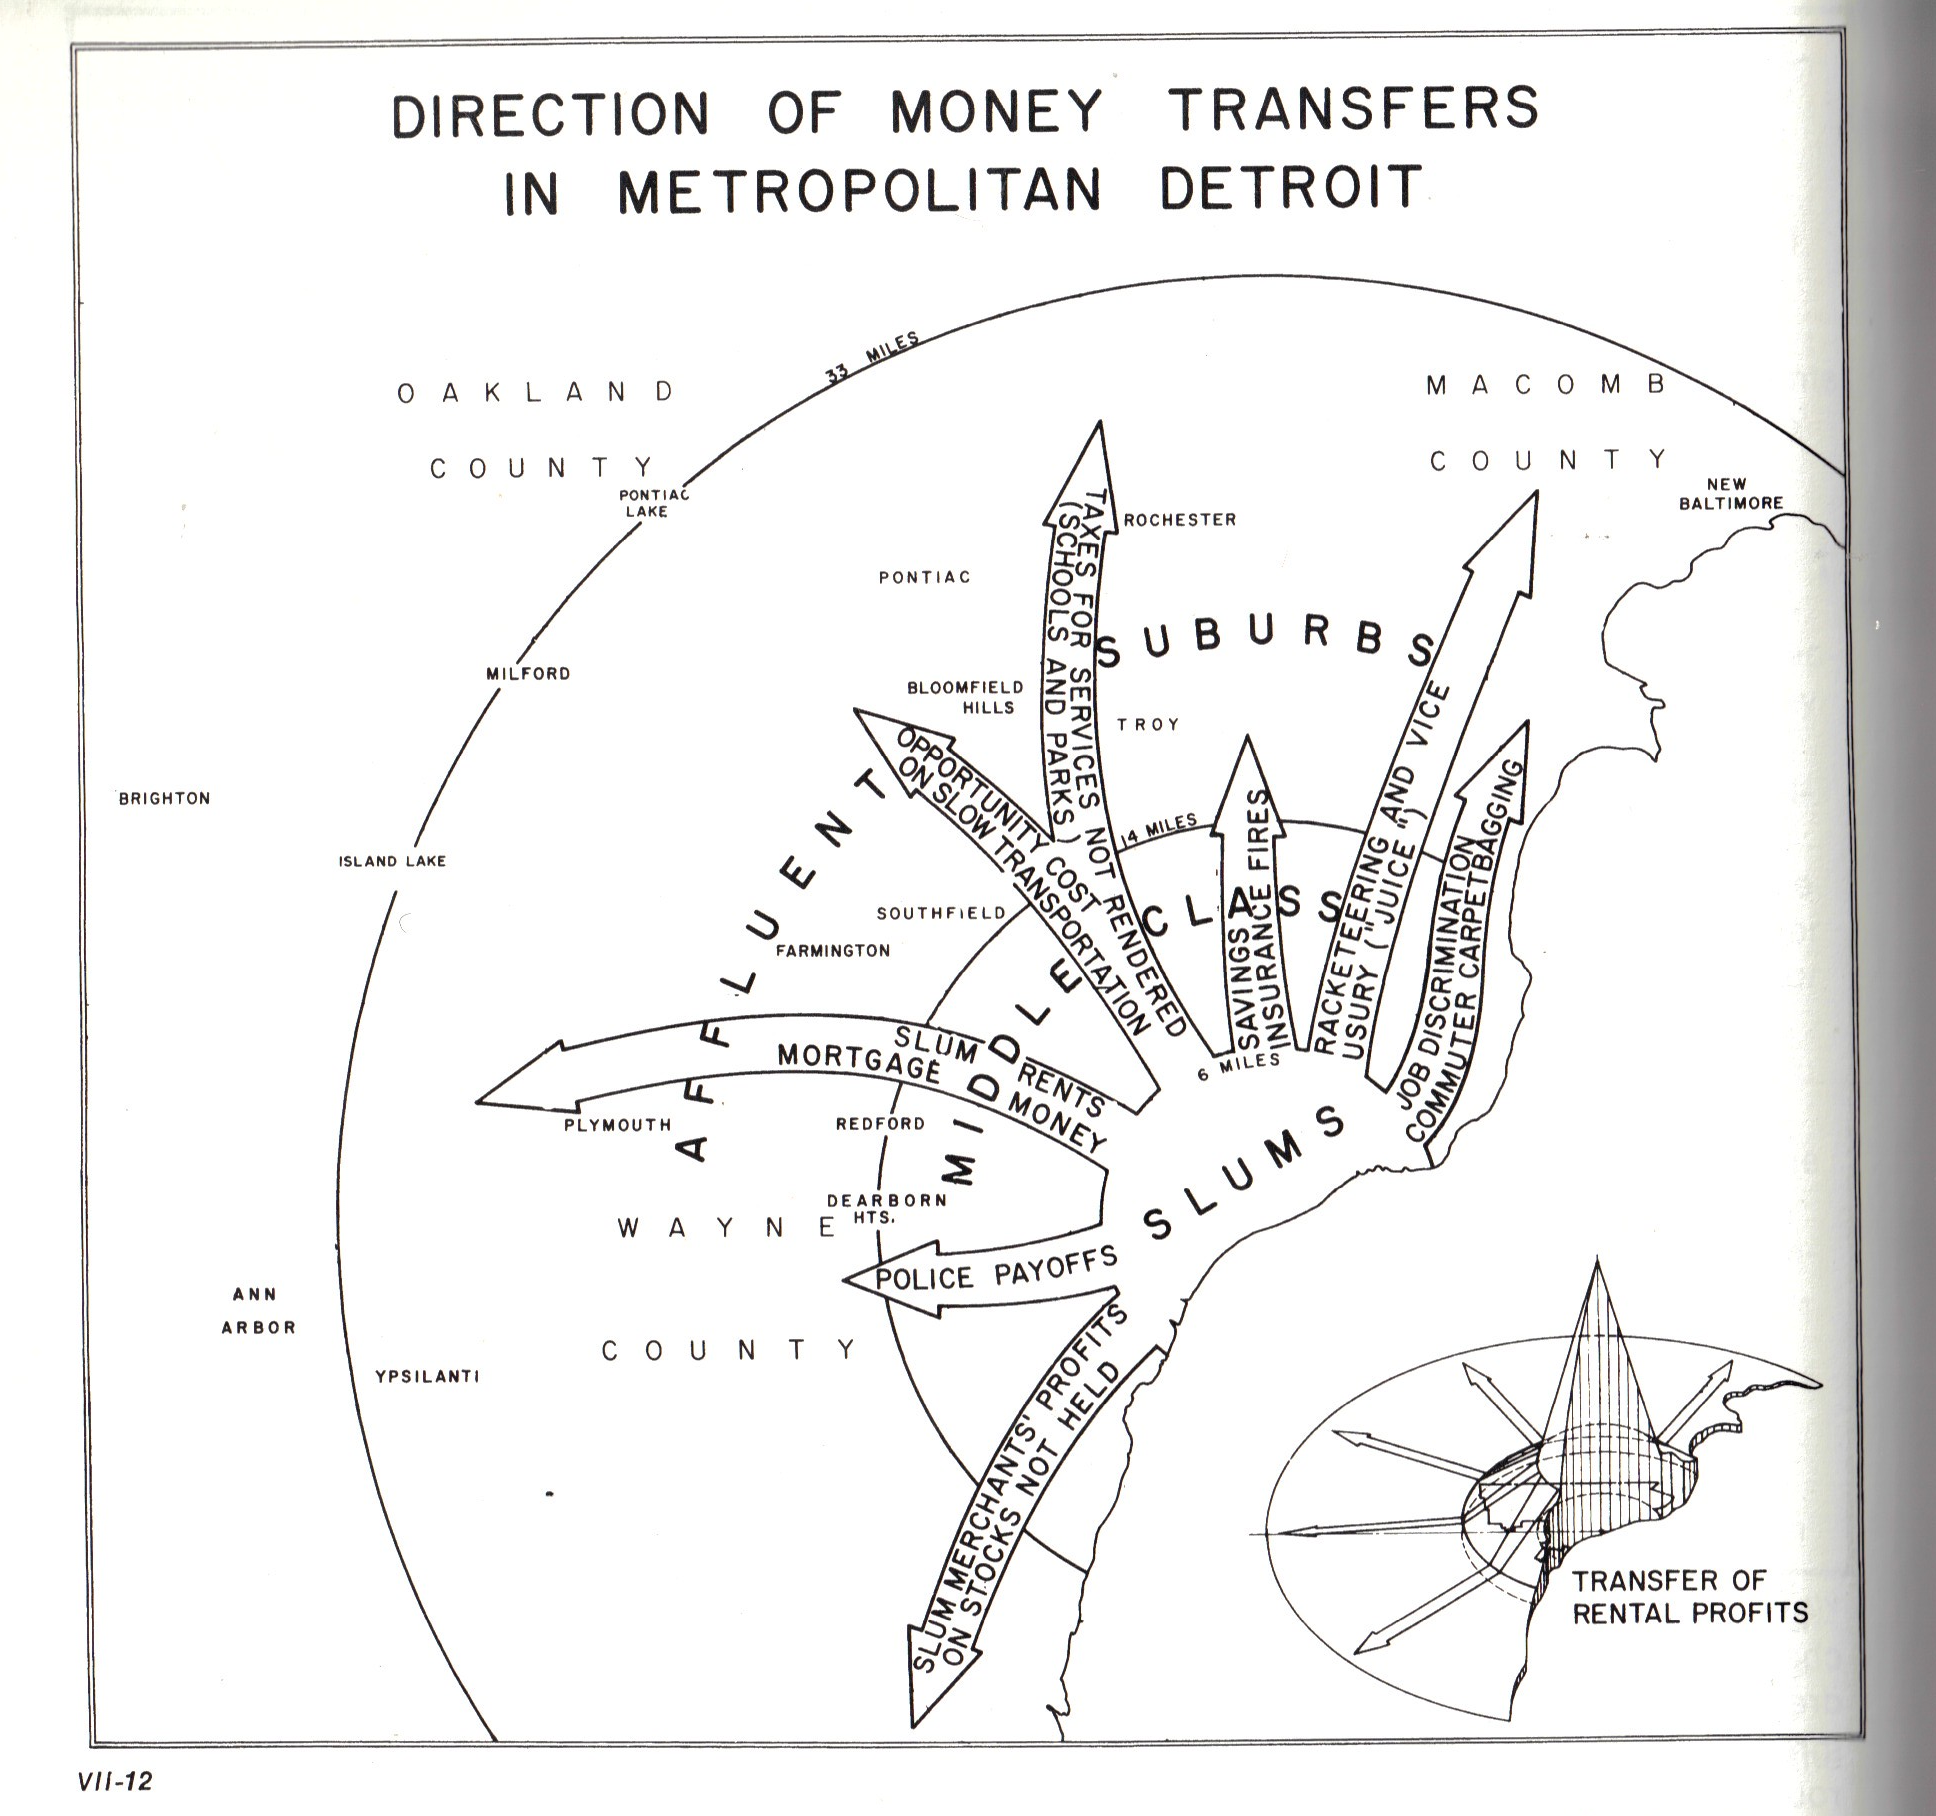 DIRECTION OF MONEY TRANSFERS
IN METROPOLITAN DETROIT
33 MILES
OAKLAND
COUNTY
MACOMB
COUNTY
PONTIAC
LAKE
NEW
BALTIMORE
ROCHESTER
PONTIAC
TAXES FOR SERVICES NOT RENDERED
(SCHOOLS AND PARKS)
AFFLUENT SUBURBS
MILFORD
BLOOMFIELD
HILLS
TROY
OPPORTUNITY COST
ON SLOW TRANSPORTATION
BRIGHTON
14 MILES
ISLAND LAKE
SAVINGS
INSURANCE FIRES
RACKETEERING AND VICE
USURY ("JUICE")
JOB DISCRIMINATION
COMMUTER CARPETBAGGING
SOUTHFIELD
FARMINGTON
MIDDLE CLASS
SLUM RENTS
MORTGAGE MONEY
6 MILES
PLYMOUTH
REDFORD
SLUMS
DEARBORN
HTS.
WAYNE
COUNTY
POLICE PAYOFFS
ANN
ARBOR
YPSILANTI
SLUM MERCHANTS' PROFITS
ON STOCKS NOT HELD
TRANSFER OF
RENTAL PROFITS
VII-12